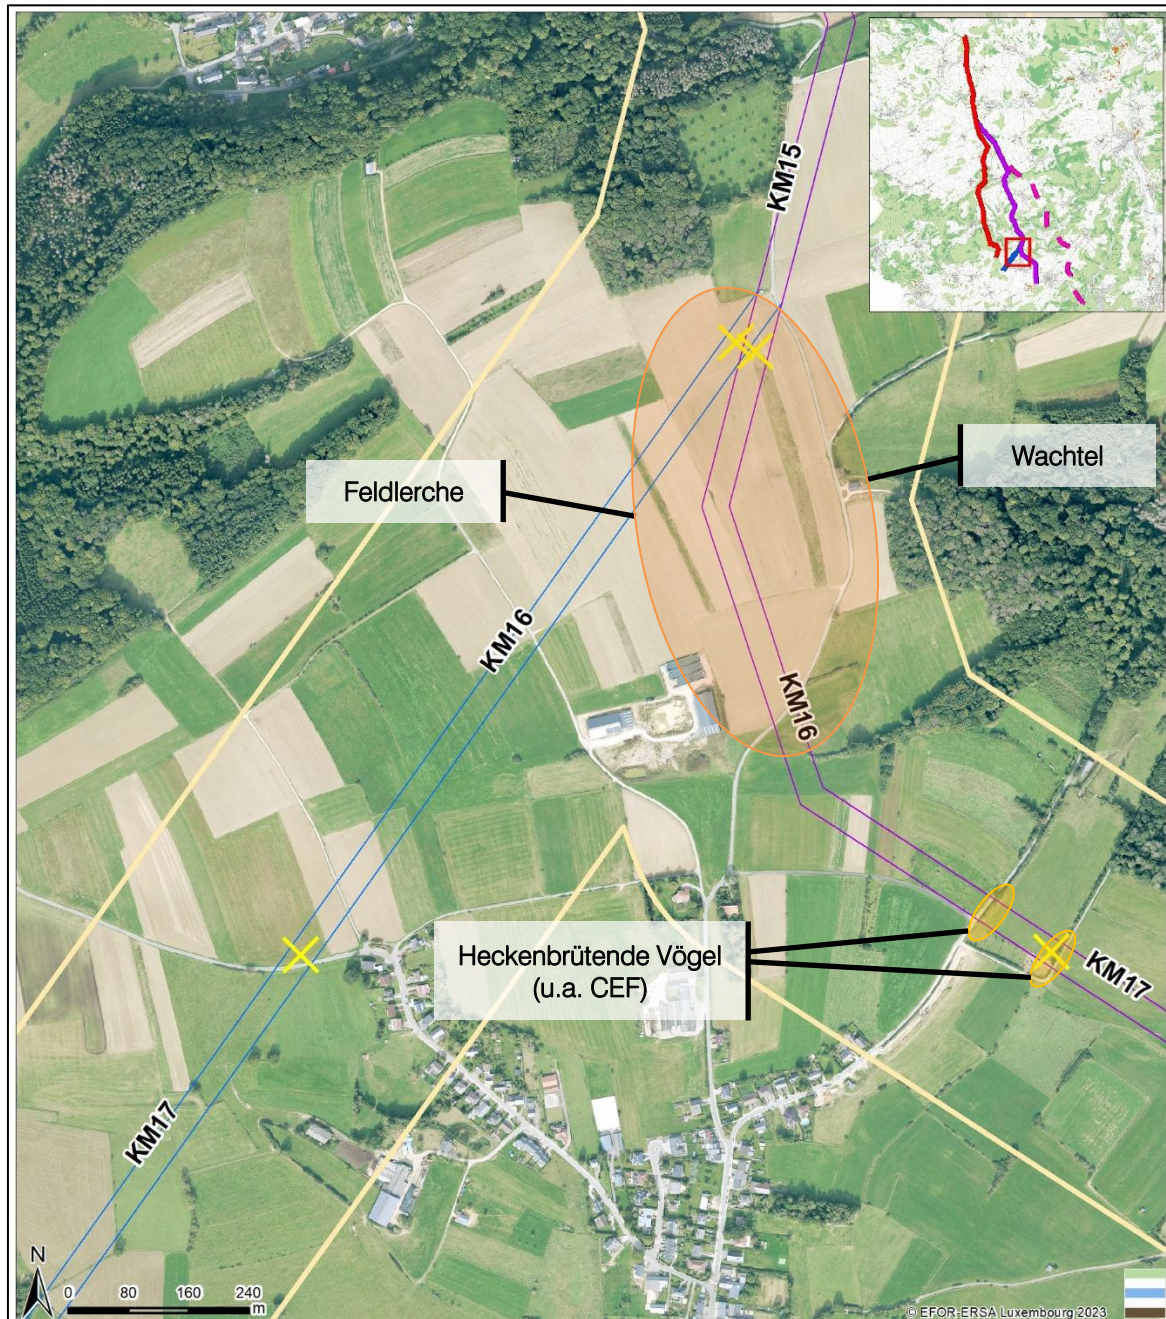 KM15
Wachtel
Feldlerche
KM16
KM16
Heckenbrütende Vögel
(u.a. CEF)
KM17
KM17
N
0 80 160 240
m
© EFOR-ERSA Luxembourg 2023